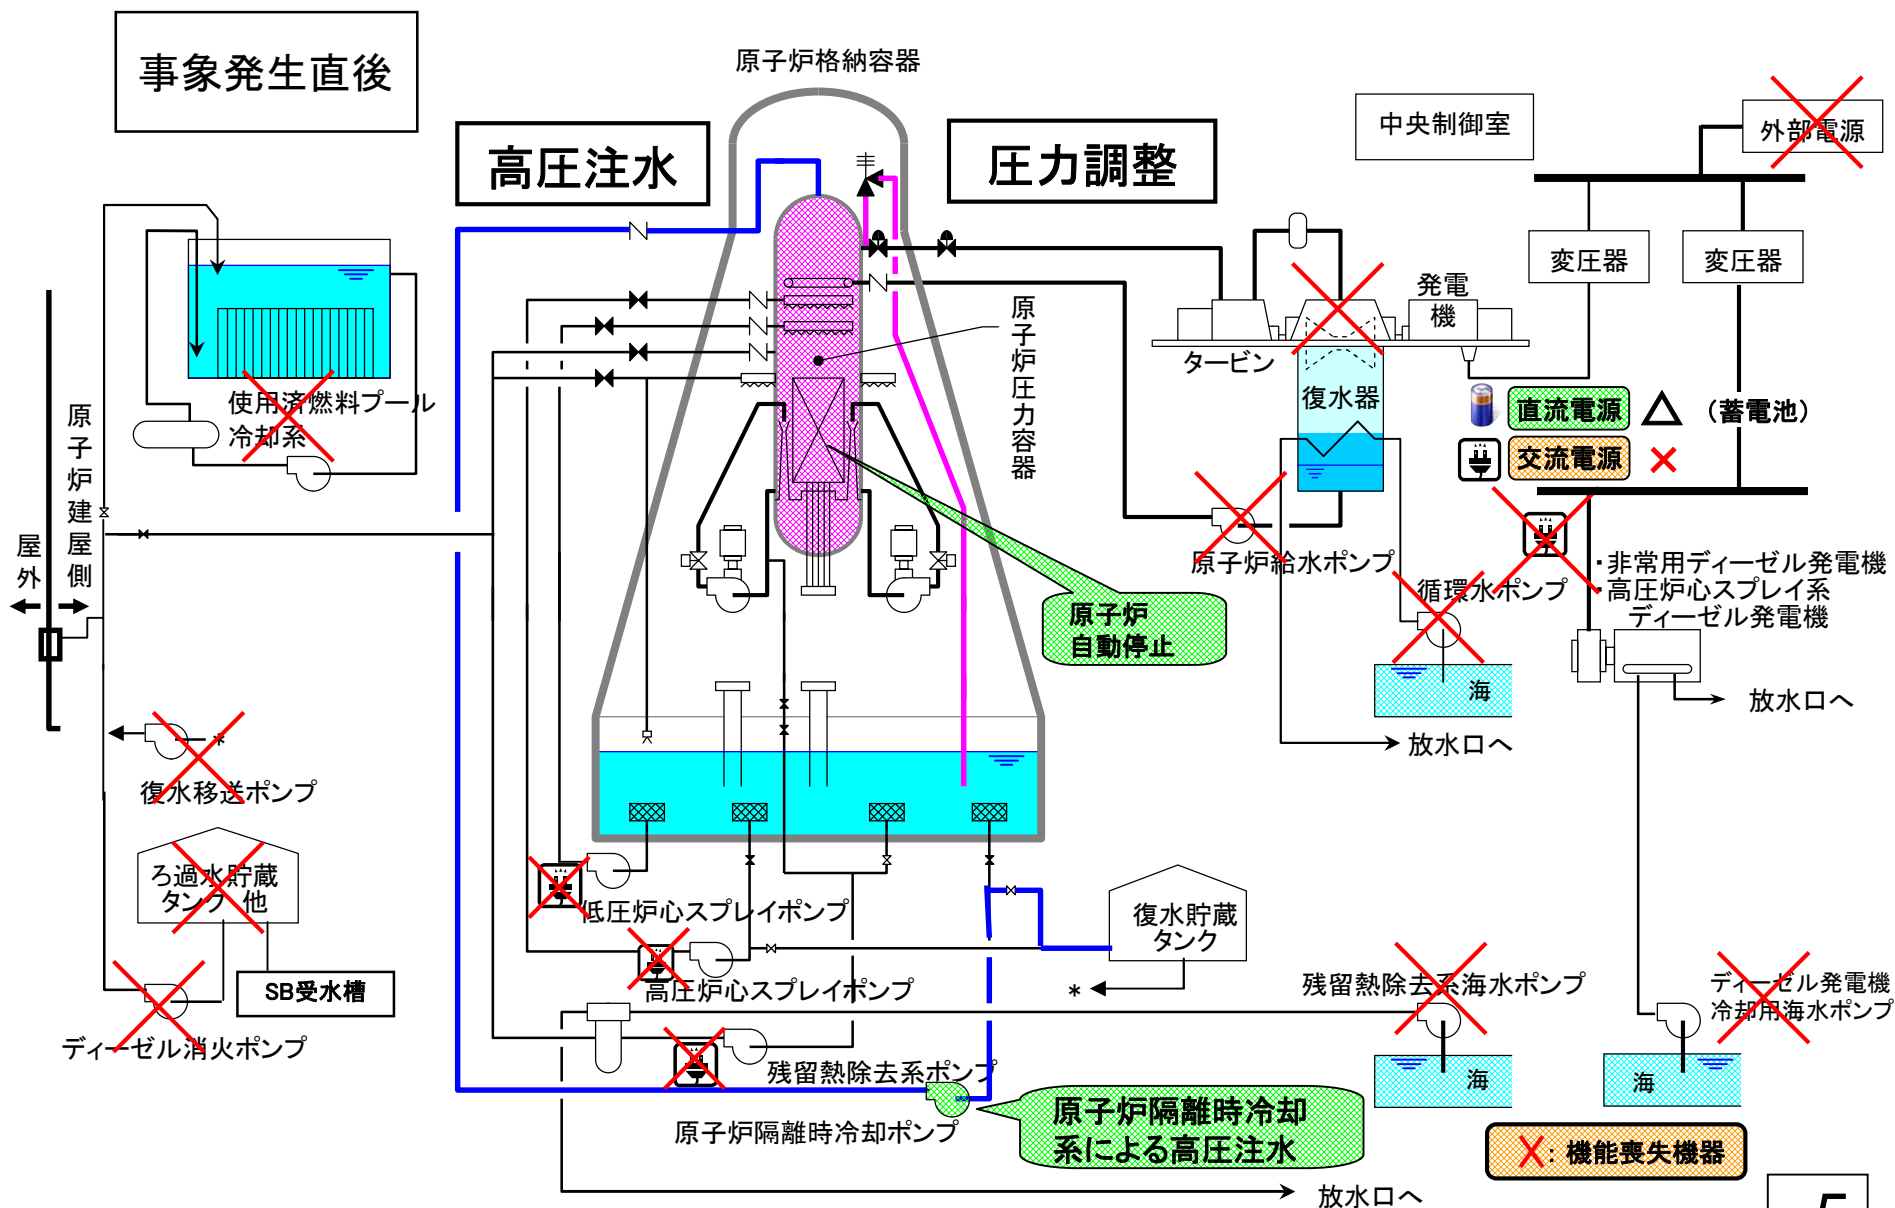 事象発生直後
原子炉格納容器
高圧注水
圧力調整
中央制御室
外部電源
変圧器
変圧器
発電
機
タービン
復水器
直流電源
(蓄電池)
交流電源
使用済燃料プール
冷却系
原子炉圧力容器
原子炉建屋側
屋外
原子炉給水ポンプ
循環水ポンプ
・非常用ディーゼル発電機
・高圧炉心スプレイ系
ディーゼル発電機
原子炉
自動停止
海
放水口へ
放水口へ
*
復水移送ポンプ
ろ過水貯蔵
タンク 他
SB受水槽
ディーゼル消火ポンプ
低圧炉心スプレイポンプ
高圧炉心スプレイポンプ
復水貯蔵
タンク
*
残留熱除去系海水ポンプ
ディーゼル発電機
冷却用海水ポンプ
残留熱除去系ポンプ
海
海
原子炉隔離時冷却ポンプ
原子炉隔離時冷却
系による高圧注水
: 機能喪失機器
放水口へ
5